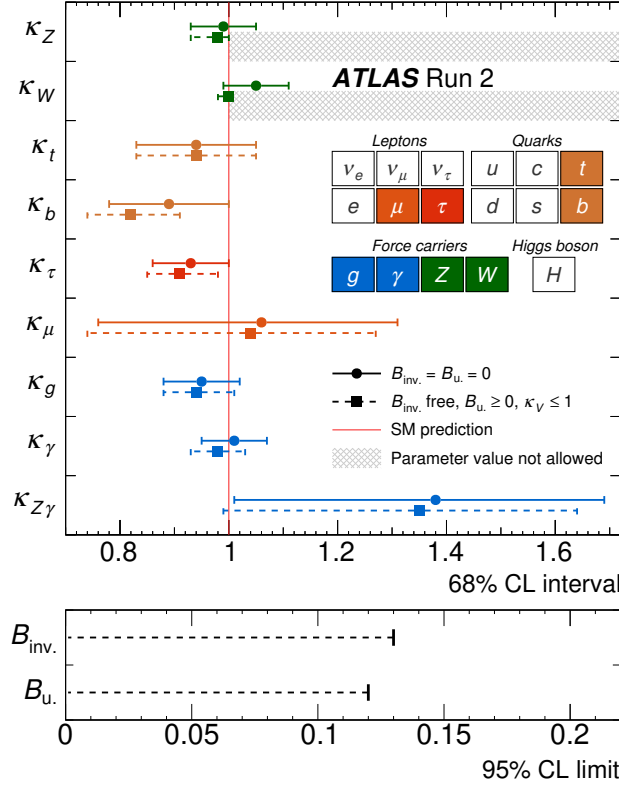 κZ
κW
κt
κb
κτ
κμ
κg
κγ
κZγ
ATLAS Run 2
Leptons Quarks
νe νμ ντ u c t
e μ τ d s b
Force carriers Higgs boson
g γ Z W H
Binv. = Bu. = 0
Binv. free, Bu. ≥ 0, κV ≤ 1
SM prediction
Parameter value not allowed
0.8 1 1.2 1.4 1.6
68% CL interval
Binv.
Bu.
0 0.05 0.1 0.15 0.2
95% CL limit